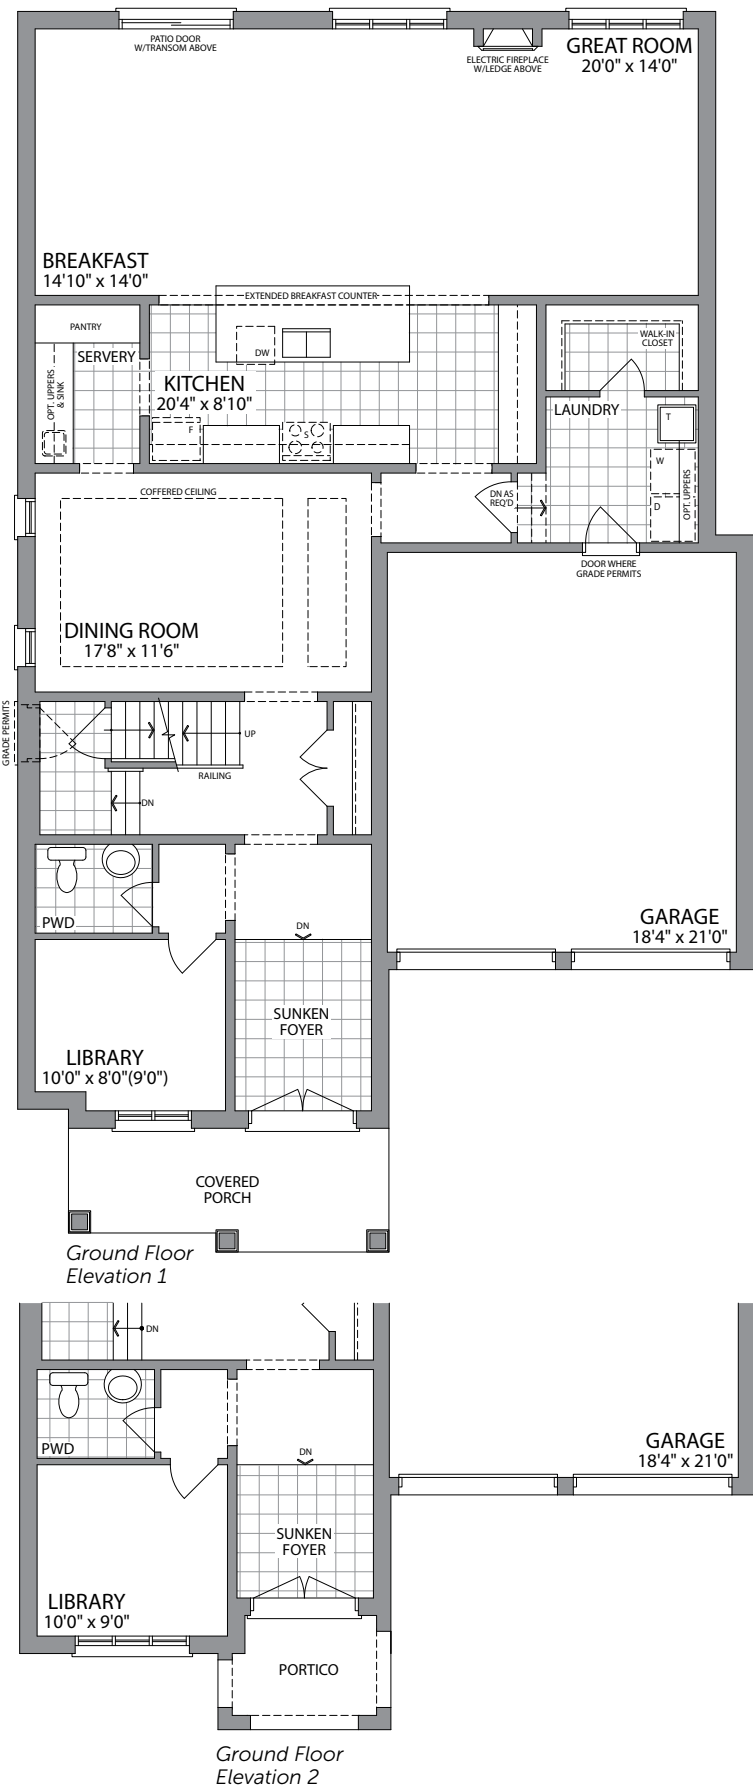 PATIO DOOR
W/TRANSOM ABOVE
ELECTRIC FIREPLACE
W/LEDGE ABOVE
GREAT ROOM
20'0" x 14'0"
BREAKFAST
14'10" x 14'0"
EXTENDED BREAKFAST COUNTER
PANTRY
SERVERY
OPT. UPPERS
& SINK
DW
KITCHEN
20'4" x 8'10"
F
S
WALK-IN
CLOSET
LAUNDRY
T
W
D
OPT. UPPERS
DN AS
REQ'D
DOOR WHERE
GRADE PERMITS
COFFERED CEILING
DINING ROOM
17'8" x 11'6"
GRADE PERMITS
UP
RAILING
DN
PWD
DN
GARAGE
18'4" x 21'0"
SUNKEN
FOYER
LIBRARY
10'0" x 8'0"(9'0")
COVERED
PORCH
Ground Floor
Elevation 1
DN
PWD
DN
GARAGE
18'4" x 21'0"
SUNKEN
FOYER
LIBRARY
10'0" x 9'0"
PORTICO
Ground Floor
Elevation 2